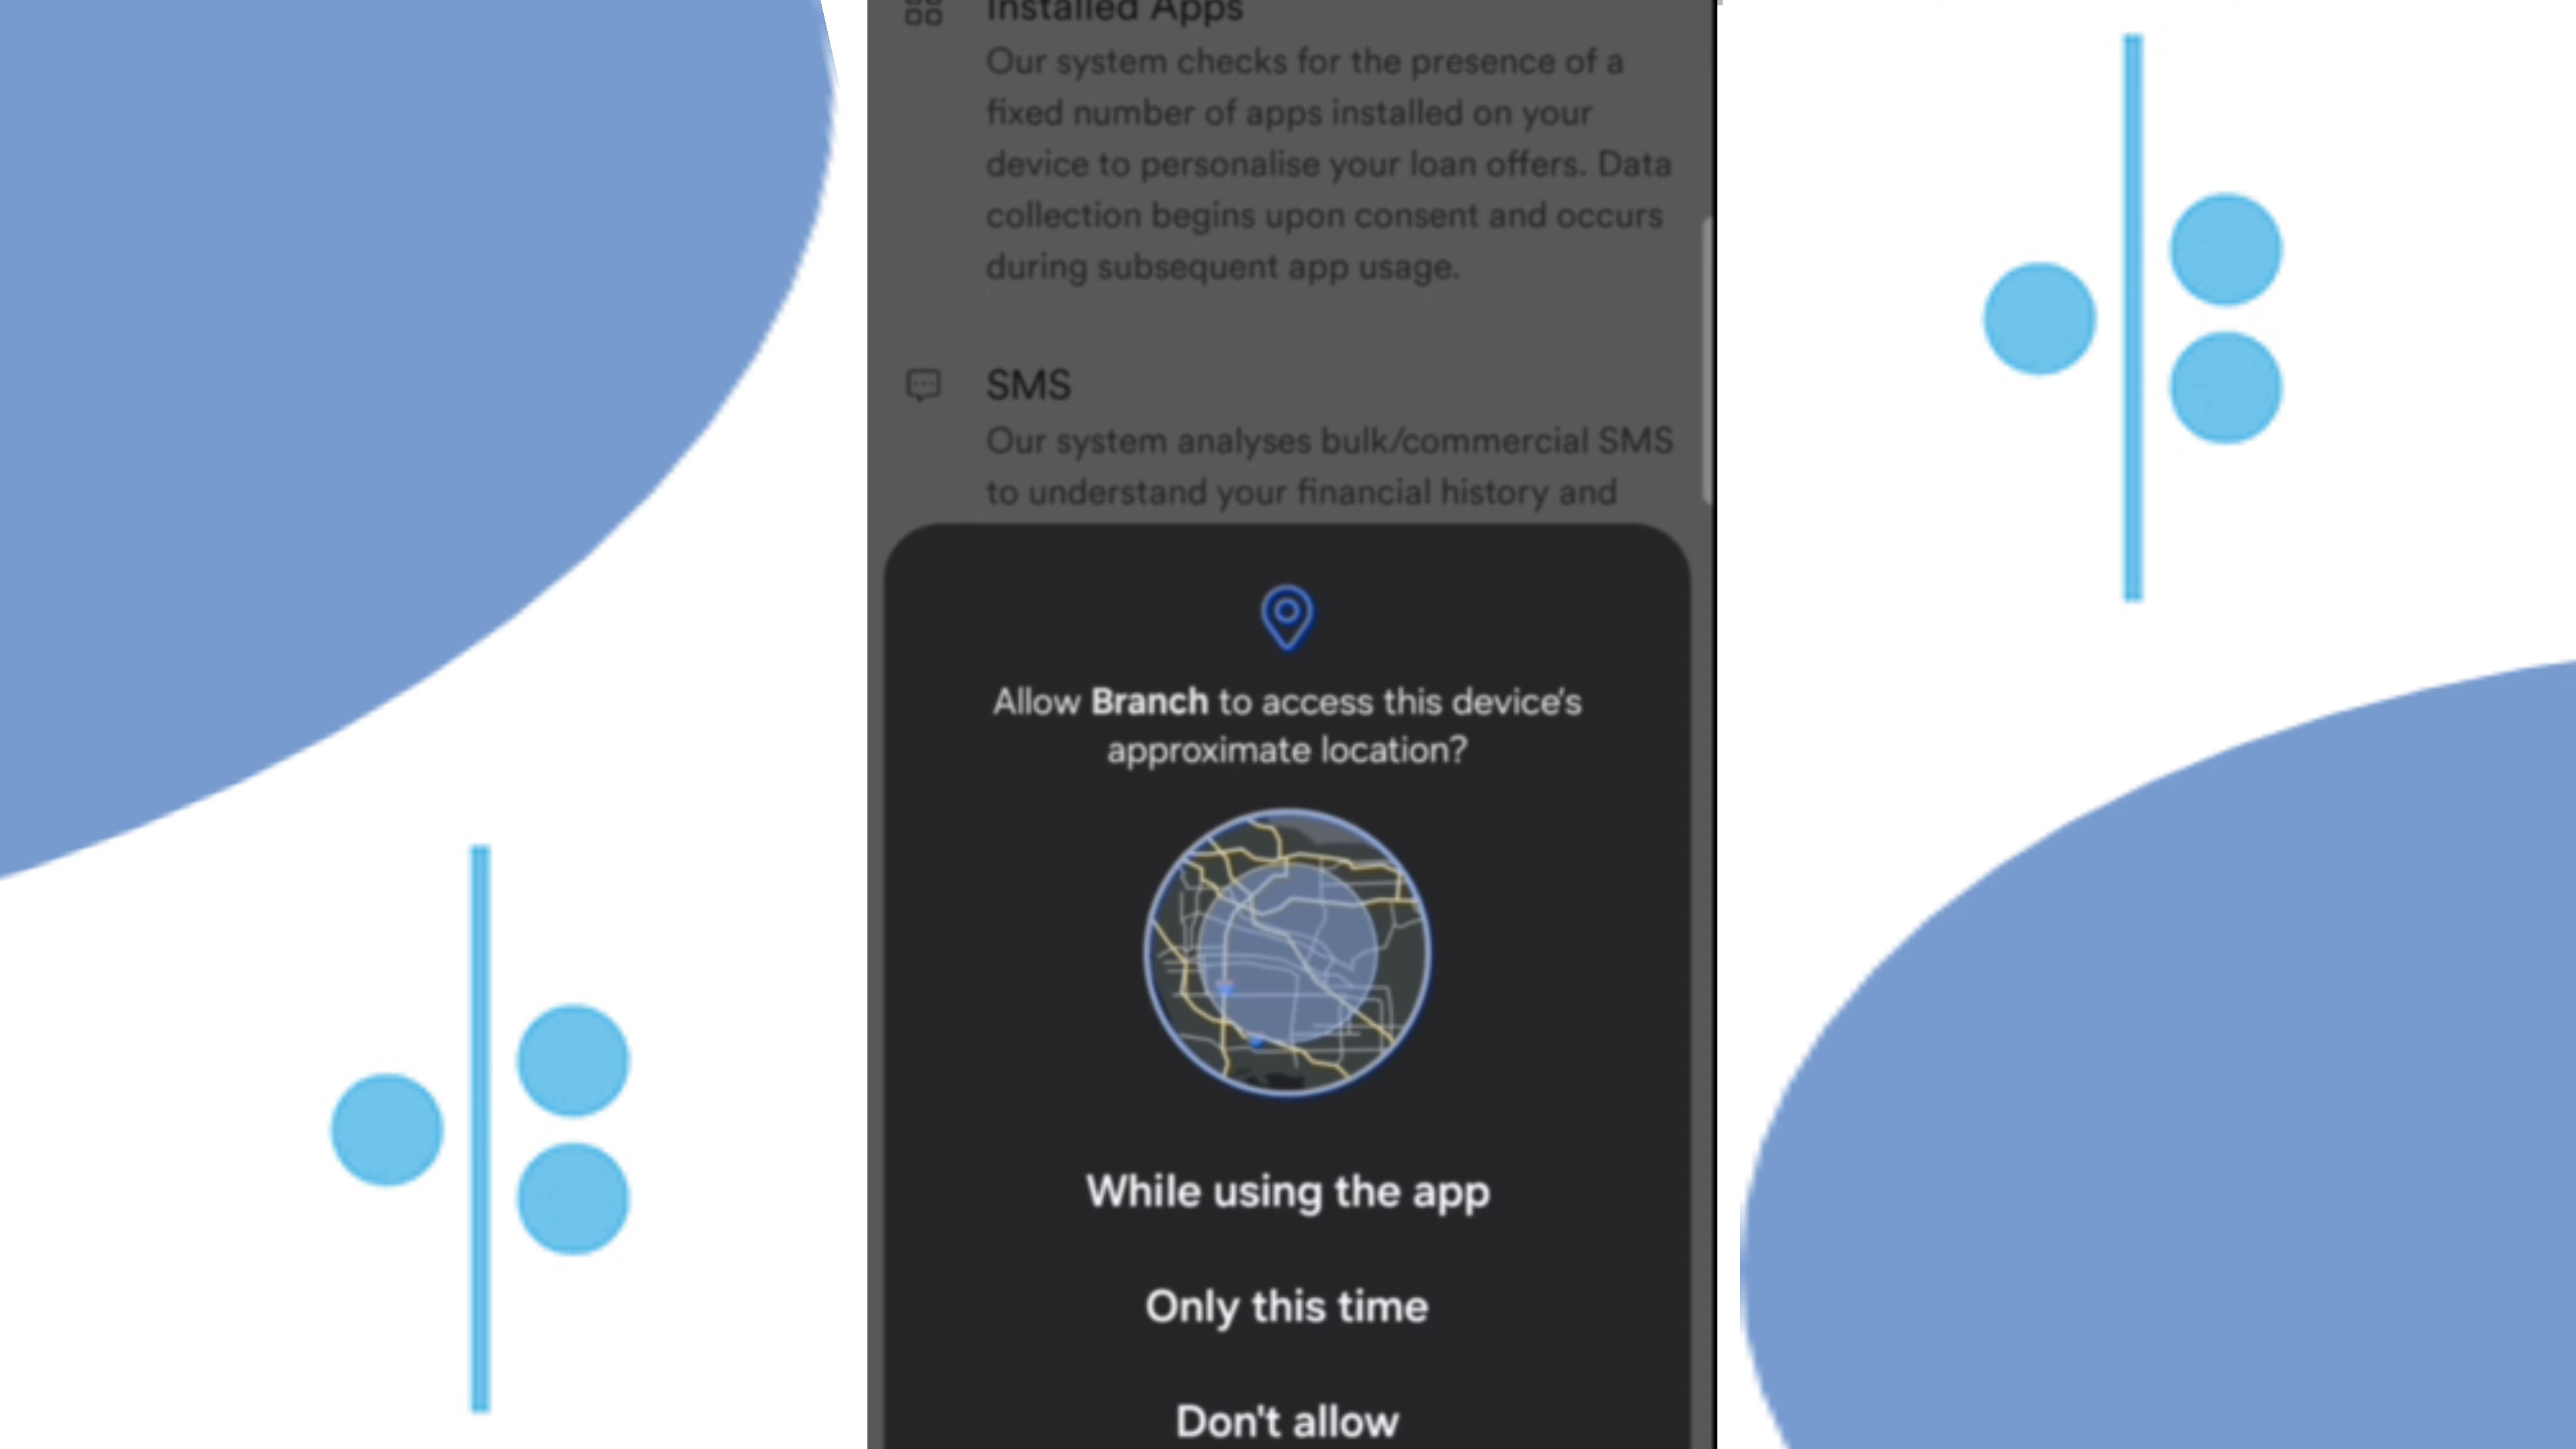 Installed Apps
Our system checks for the presence of a
fixed number of apps installed on your
device to personalise your loan offers. Data
collection begins upon consent and occurs
during subsequent app usage.
SMS
Our system analyses bulk/commercial SMS
to understand your financial history and
Allow Branch to access this device's
approximate location?
While using the app
Only this time
Don't allow